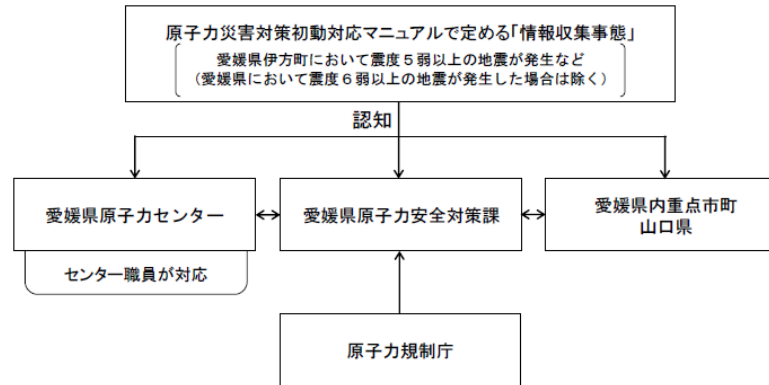 原子力災害対策初動対応マニュアルで定める「情報収集事態」
愛媛県伊方町において震度５弱以上の地震が発生など
（愛媛県において震度６弱以上の地震が発生した場合は除く）
認知
愛媛県原子力センター
愛媛県原子力安全対策課
愛媛県内重点市町
山口県
センター職員が対応
原子力規制庁